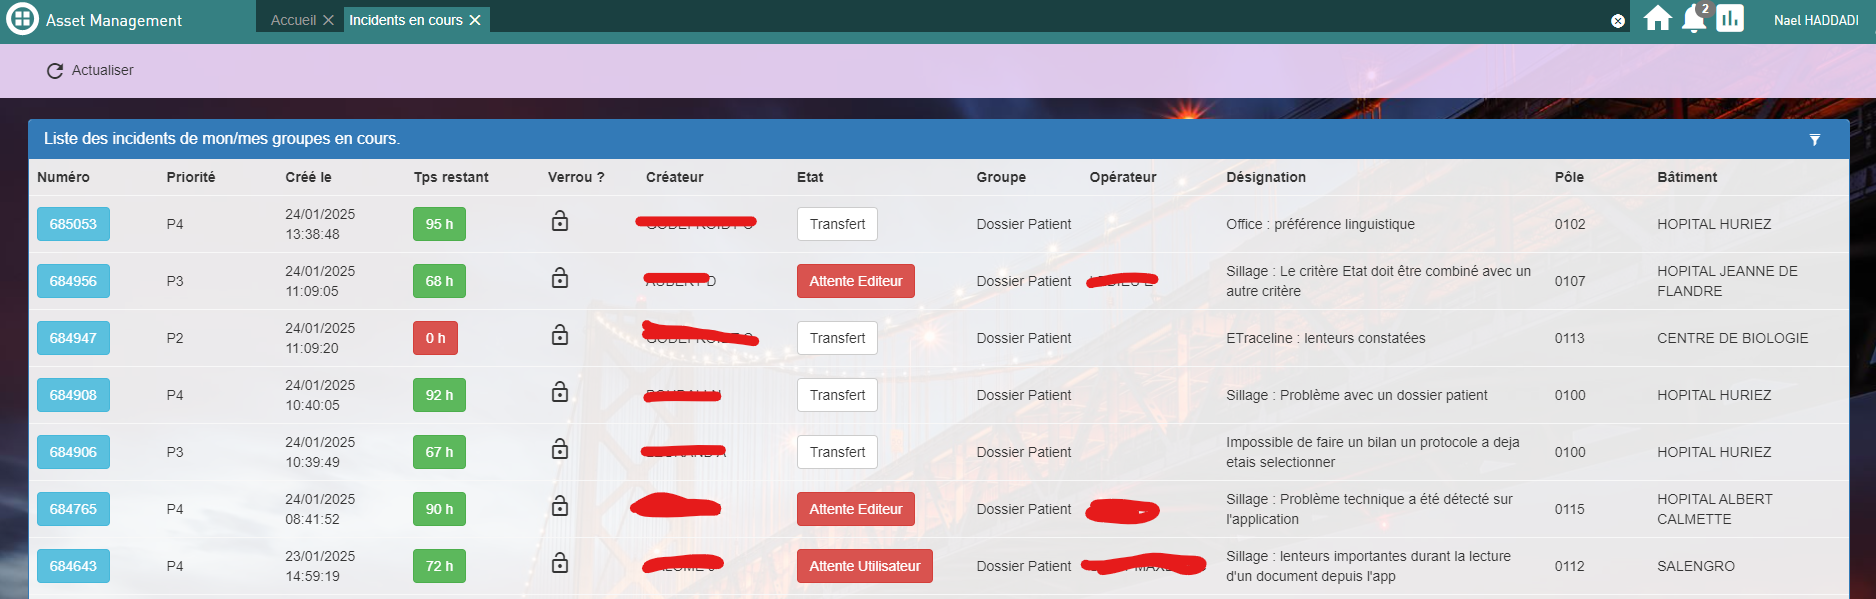 Asset Management
Accueil
Incidents en cours
2
Nael HADDADI
Actualiser
Liste des incidents de mon/mes groupes en cours.
Numéro Priorité Créé le Tps restant Verrou ? Créateur Etat Groupe Opérateur Désignation Pôle Bâtiment
685053 P4 24/01/2025 13:38:48 95 h Transfert Dossier Patient Office : préférence linguistique 0102 HOPITAL HURIEZ
684956 P3 24/01/2025 11:09:05 68 h Attente Editeur Dossier Patient Sillage : Le critère Etat doit être combiné avec un autre critère 0107 HOPITAL JEANNE DE FLANDRE
684947 P2 24/01/2025 11:09:20 0 h Transfert Dossier Patient ETraceline : lenteurs constatées 0113 CENTRE DE BIOLOGIE
684908 P4 24/01/2025 10:40:05 92 h Transfert Dossier Patient Sillage : Problème avec un dossier patient 0100 HOPITAL HURIEZ
684906 P3 24/01/2025 10:39:49 67 h Transfert Dossier Patient Impossible de faire un bilan un protocole a deja etais selectionner 0100 HOPITAL HURIEZ
684765 P4 24/01/2025 08:41:52 90 h Attente Editeur Dossier Patient Sillage : Problème technique a été détecté sur l'application 0115 HOPITAL ALBERT CALMETTE
684643 P4 23/01/2025 14:59:19 72 h Attente Utilisateur Dossier Patient Sillage : lenteurs importantes durant la lecture d'un document depuis l'app 0112 SALENGRO